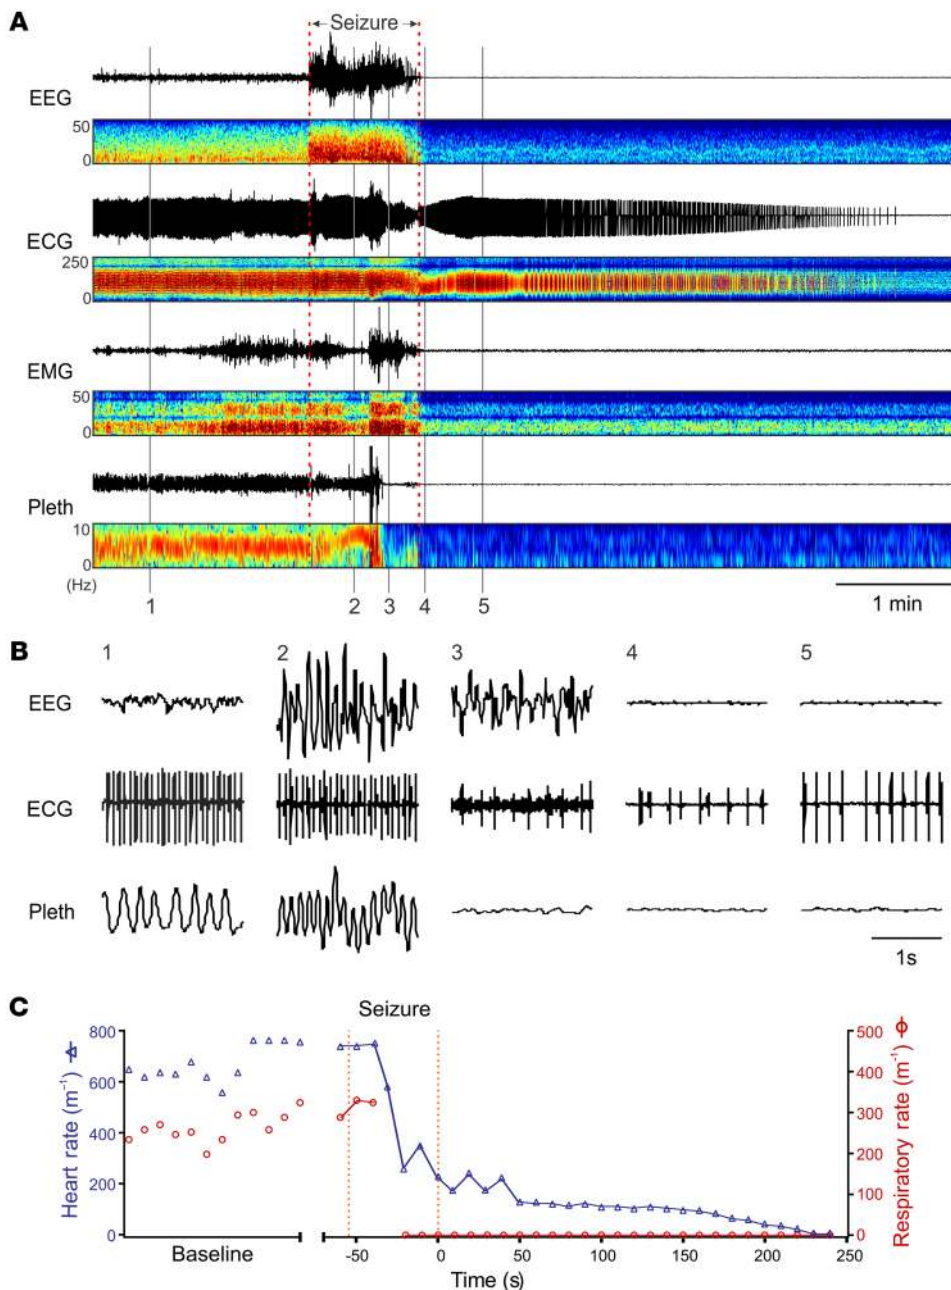 A
Seizure
EEG
50
0
ECG
250
0
EMG
50
0
Pleth
10
0
(Hz)
1 2 3 4 5
1 min
B
1 2 3 4 5
EEG
ECG
Pleth
1s
C
Seizure
Heart rate (m⁻¹)
800
600
400
200
0
500
400
300
200
100
0
Respiratory rate (m⁻¹)
Baseline
-50 0 50 100 150 200 250
Time (s)